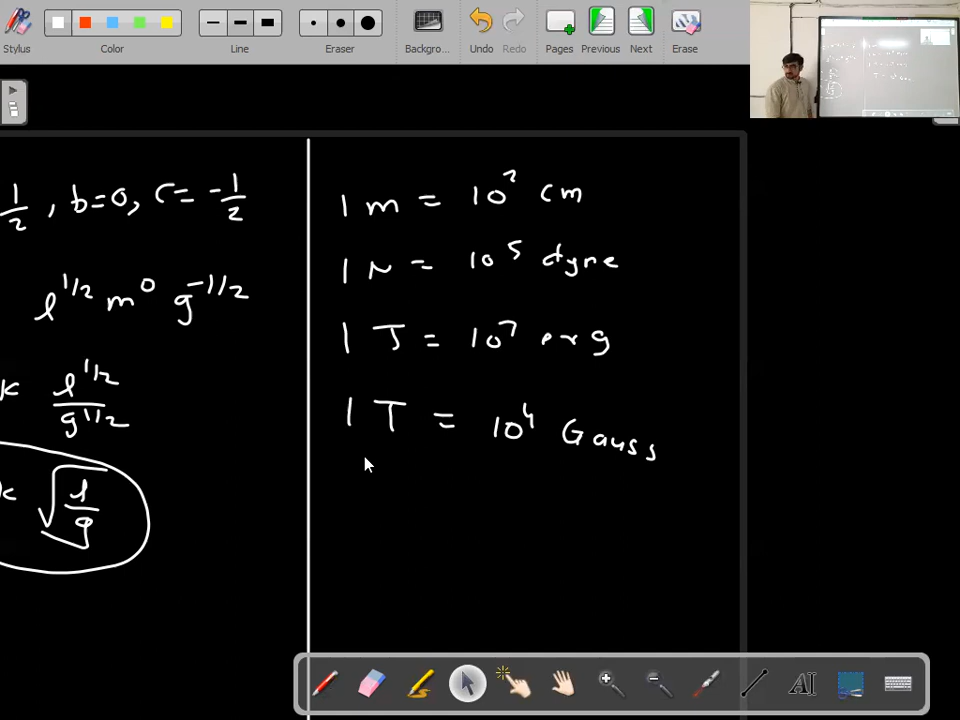 Stylus
Color
Line
Eraser
Backgro...
Undo
Redo
Pages
Previous
Next
Erase
1/2 , b=0, c= -1/2
l^1/2 m^0 g^-1/2
l^1/2 / g^1/2
√(l/g)
1 m = 10^2 cm
1 N = 10^5 dyne
1 J = 10^7 erg
1 T = 10^4 Gauss
AI